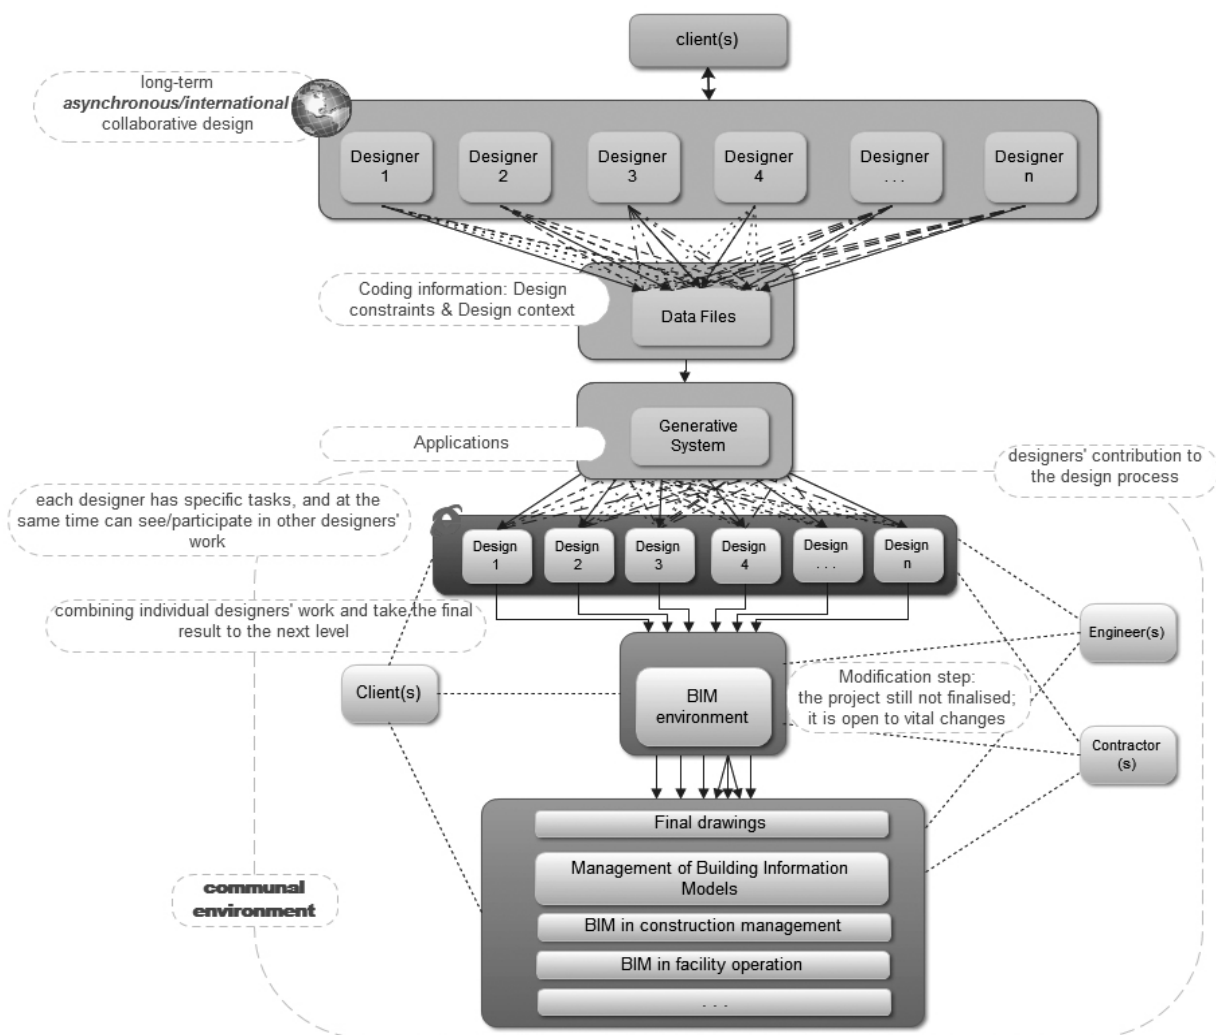 client(s)
long-term
asynchronous/international
collaborative design
Designer
1
Designer
2
Designer
3
Designer
4
Designer
. . .
Designer
n
Coding information: Design
constraints & Design context
Data Files
Applications
Generative
System
designers' contribution to
the design process
each designer has specific tasks, and at the
same time can see/participate in other designers'
work
Design
1
Design
2
Design
3
Design
4
Design
. . .
Design
n
combining individual designers' work and take the final
result to the next level
Engineer(s)
Client(s)
BIM
environment
Modification step:
the project still not finalised;
it is open to vital changes
Contractor
(s)
Final drawings
Management of Building Information
Models
communal
environment
BIM in construction management
BIM in facility operation
. . .